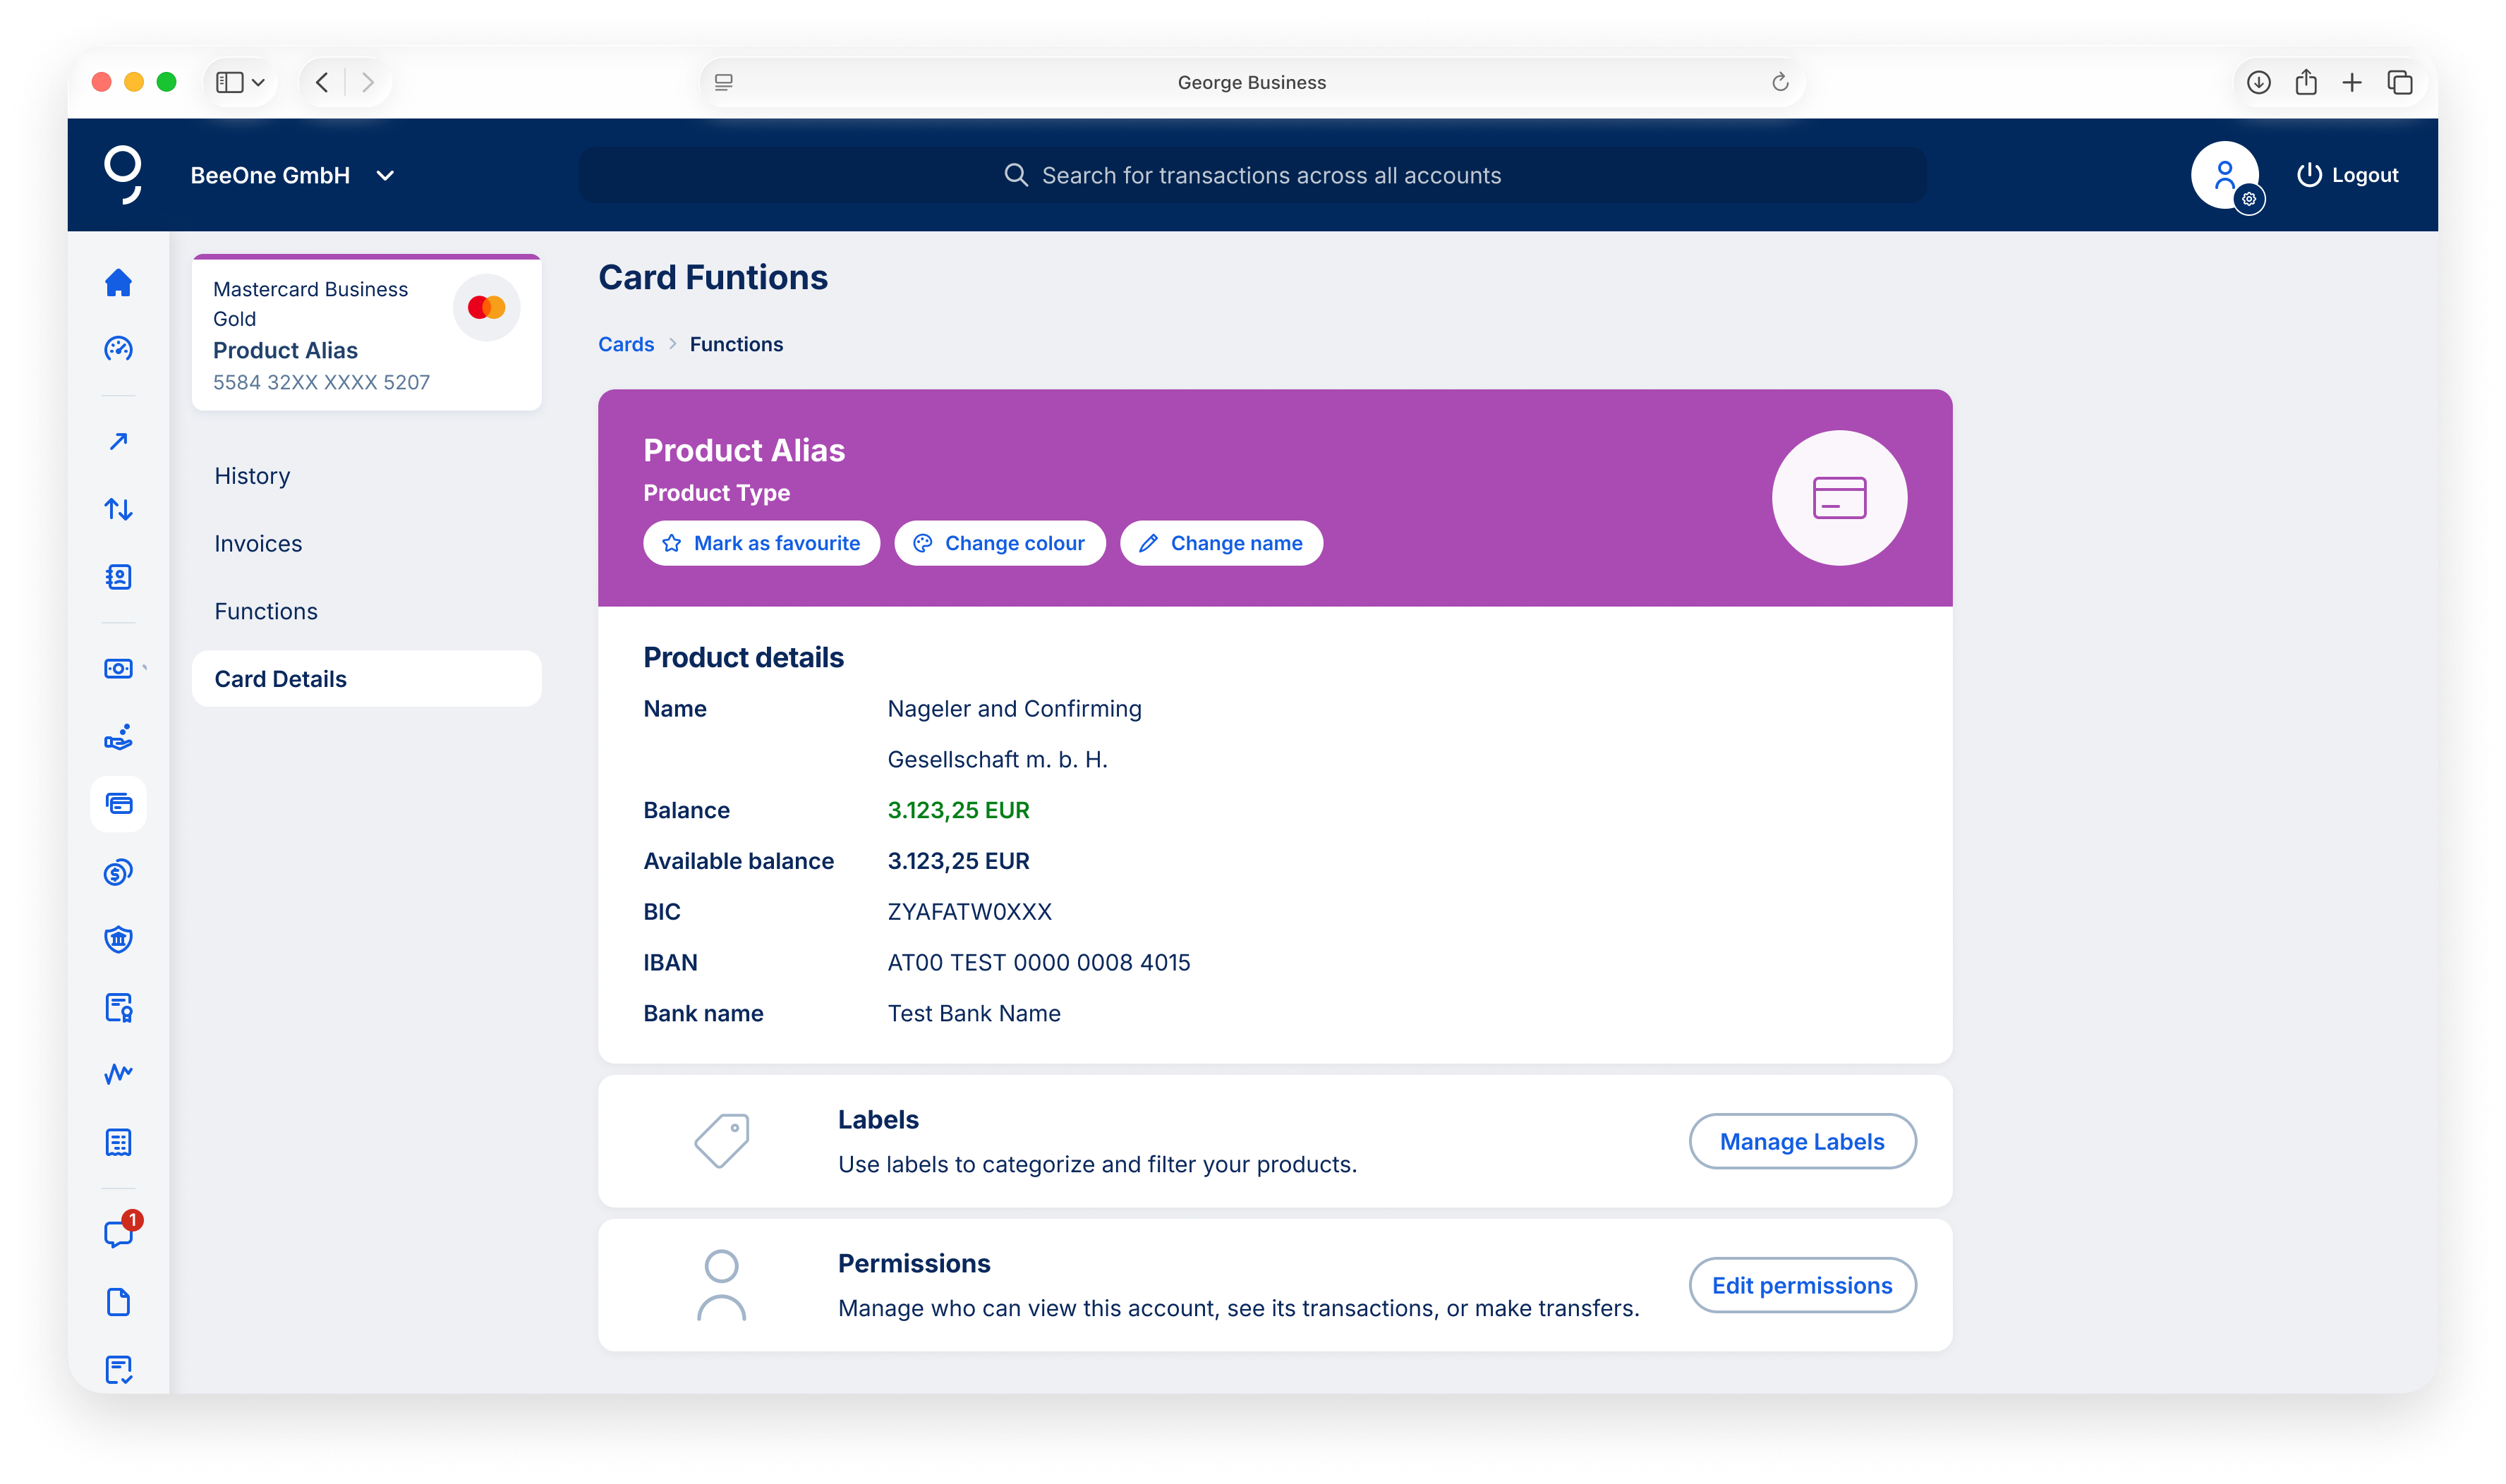 George Business
BeeOne GmbH
Search for transactions across all accounts
Logout
Mastercard Business
Gold
Product Alias
5584 32XX XXXX 5207
History
Invoices
Functions
Card Details
1
Card Funtions
Cards > Functions
Product Alias
Product Type
Mark as favourite
Change colour
Change name
Product details
Name Nageler and Confirming
Gesellschaft m. b. H.
Balance 3.123,25 EUR
Available balance 3.123,25 EUR
BIC ZYAFATW0XXX
IBAN AT00 TEST 0000 0008 4015
Bank name Test Bank Name
Labels
Use labels to categorize and filter your products.
Manage Labels
Permissions
Manage who can view this account, see its transactions, or make transfers.
Edit permissions